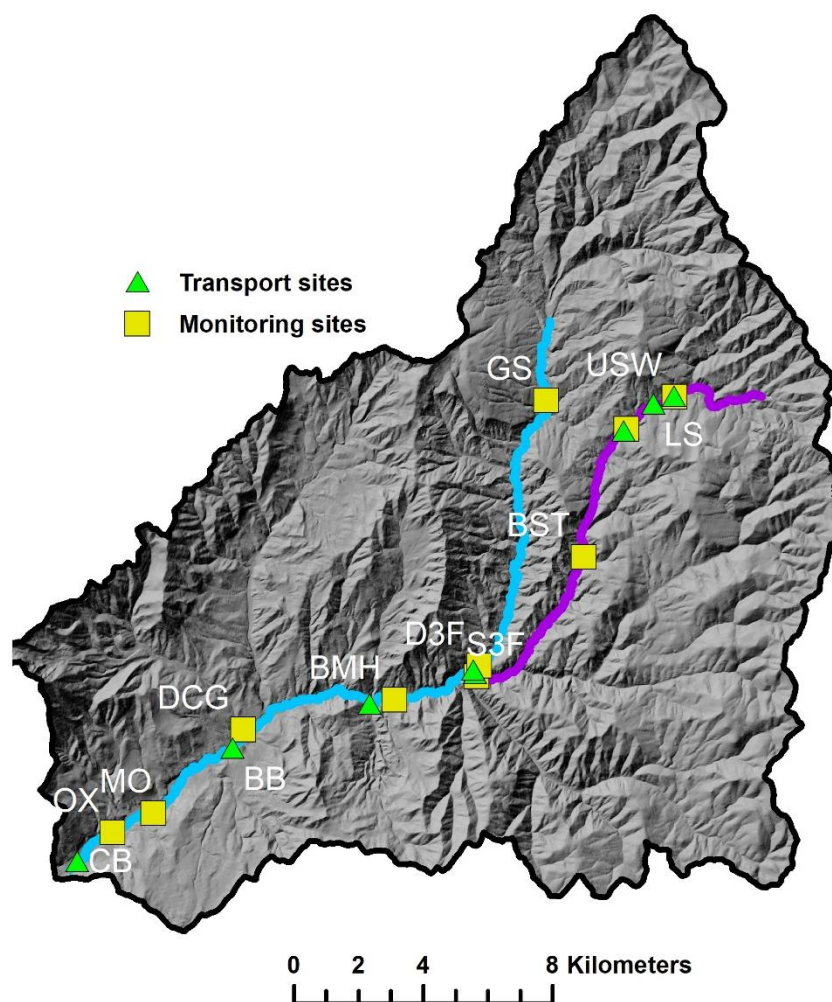 Transport sites
Monitoring sites
GS
USW
LS
BST
D3F
S3F
BMH
DCG
BB
MO
OX
CB
0 2 4 8 Kilometers